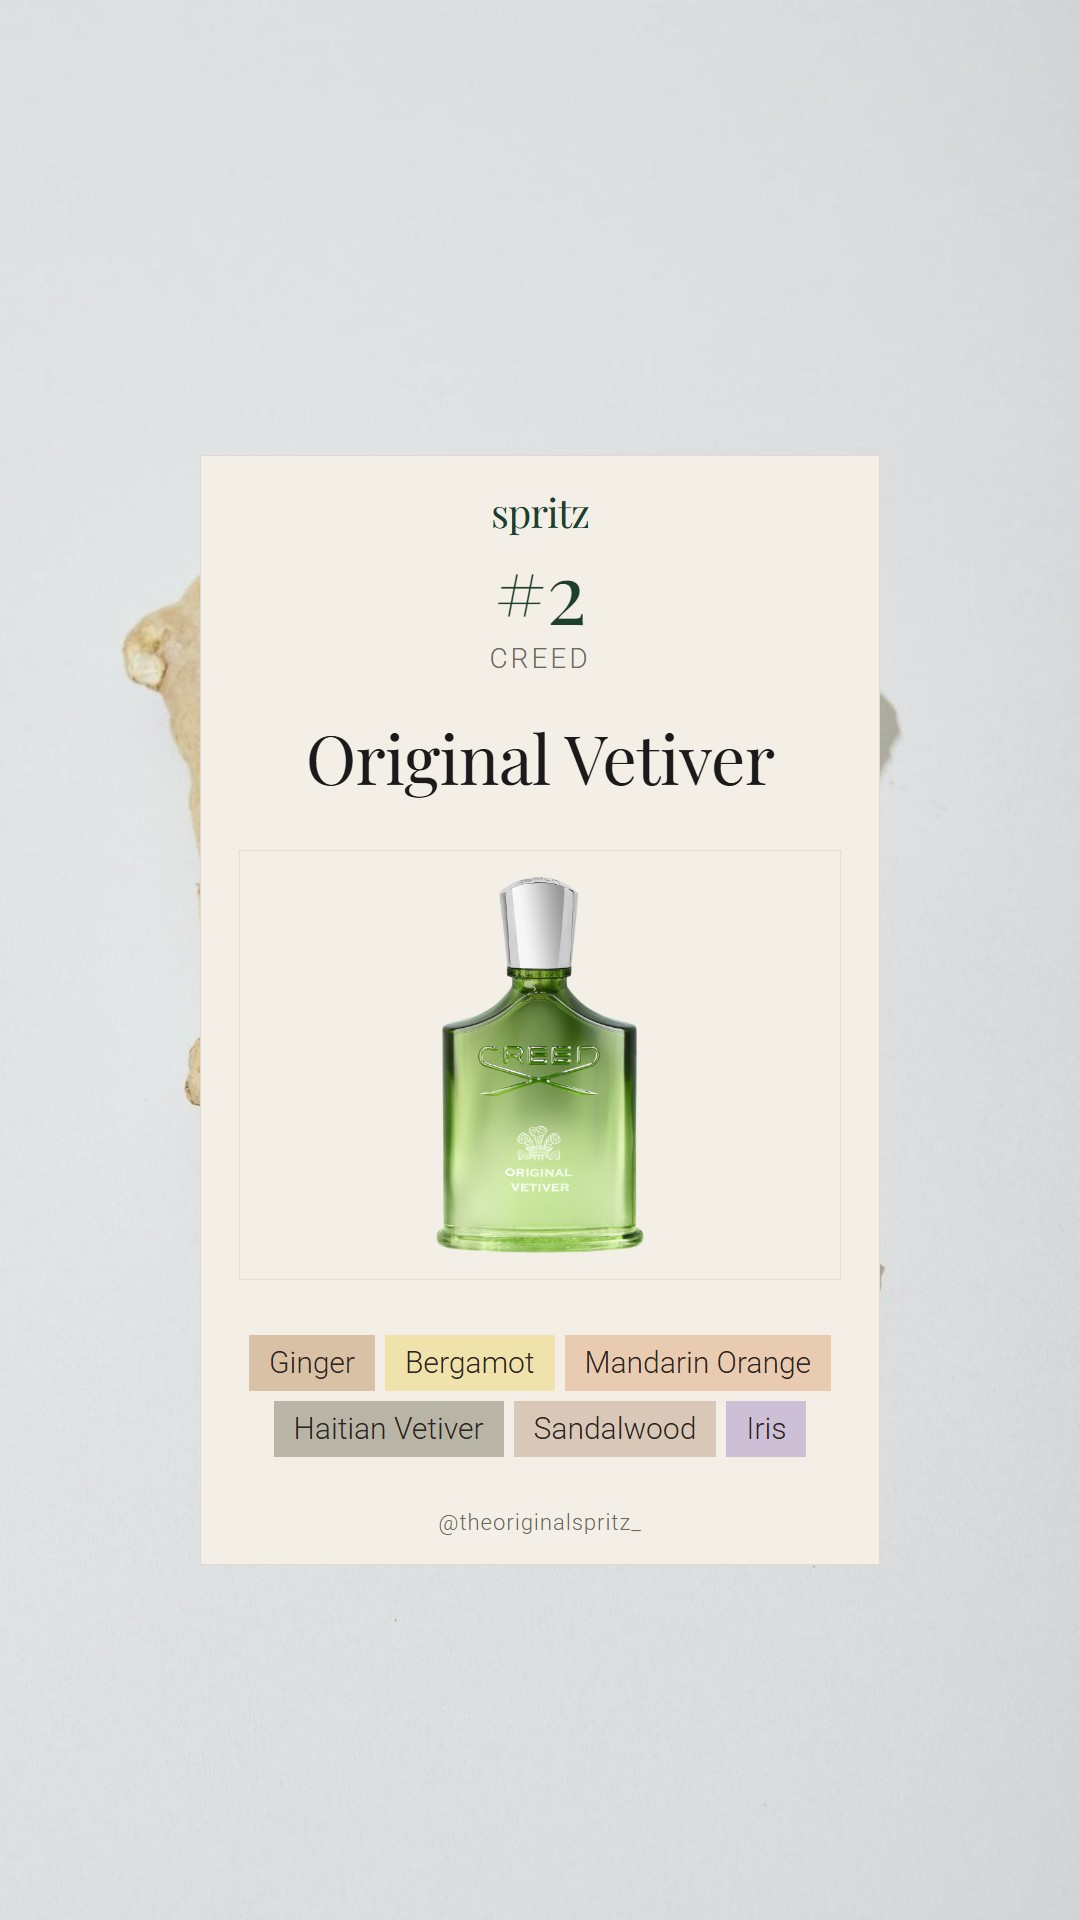 spritz
#2
CREED
Original Vetiver
CREED
ORIGINAL
VETIVER
Ginger Bergamot Mandarin Orange
Haitian Vetiver Sandalwood Iris
@theoriginalspritz_